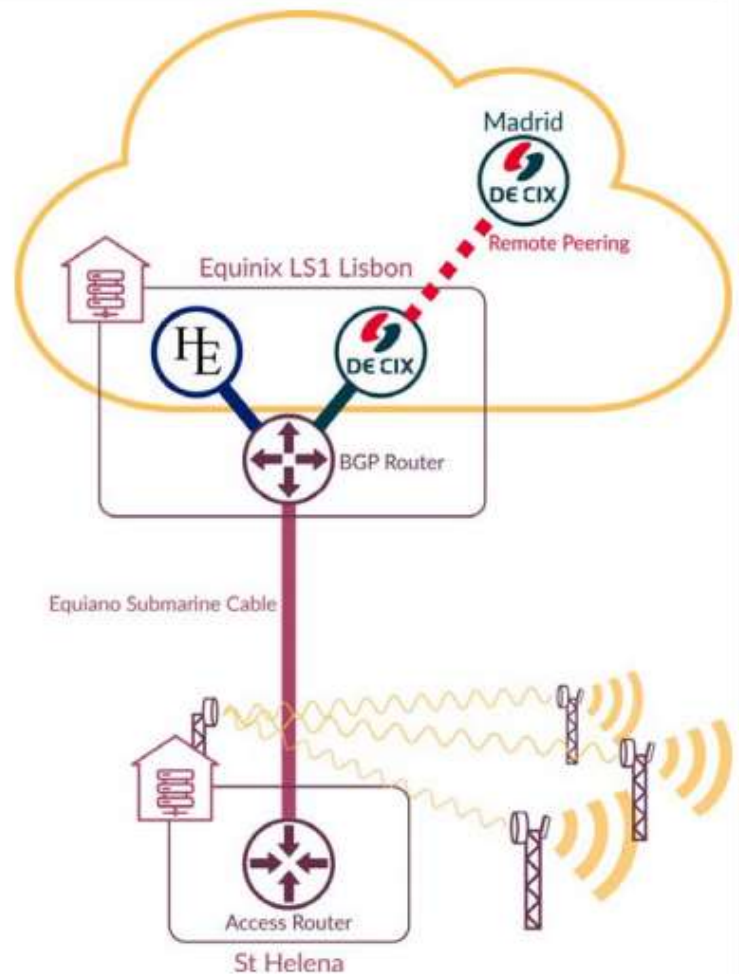 Madrid
DE CIX
Remote Peering
Equinix LS1 Lisbon
HE
DE CIX
BGP Router
Equiano Submarine Cable
Access Router
St Helena